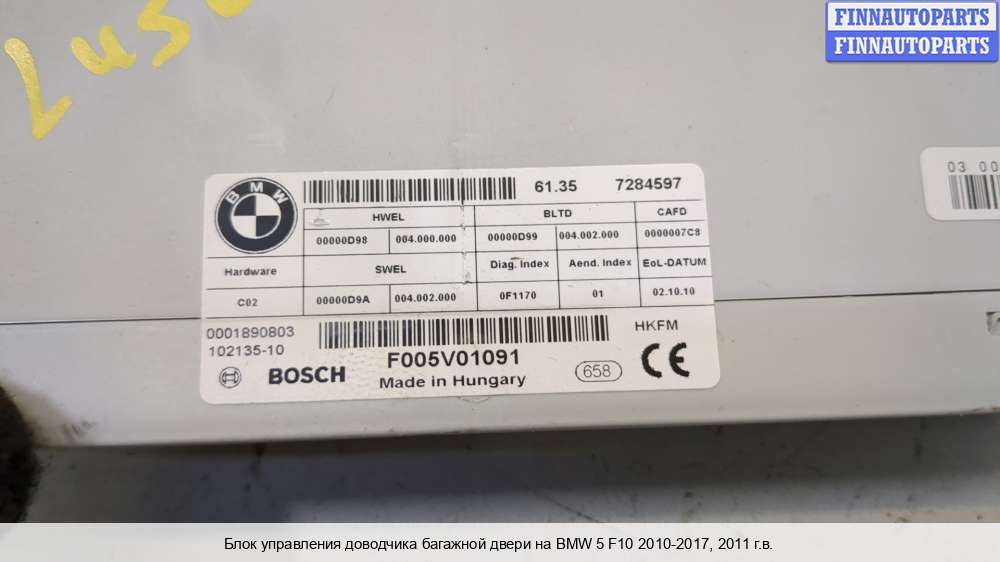 FINNAUTOPARTS
FINNAUTOPARTS
BMW
61.35 7284597
HWEL BLTD CAFD
00000D98 004.000.000 00000D99 004.002.000 0000007C8
Hardware SWEL Diag. Index Aend. Index EoL-DATUM
C02 00000D9A 004.002.000 0F1170 01 02.10.10
0001890803
102135-10
HKFM
F005V01091
BOSCH Made in Hungary 658 CE
03 00
Блок управления доводчика багажной двери на BMW 5 F10 2010-2017, 2011 г.в.